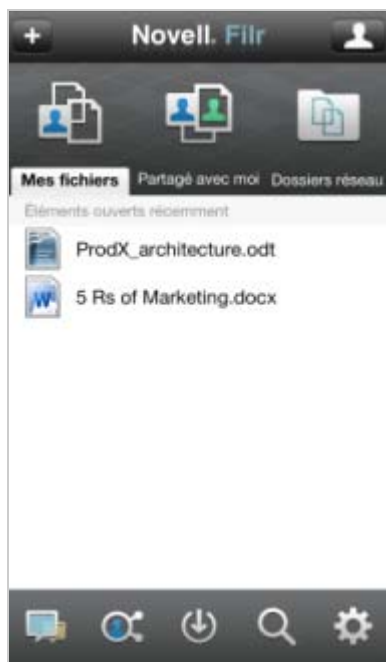 Novell. Filr
Mes fichiers Partagé avec moi Dossiers réseau
Éléments ouverts récemment
ProdX_architecture.odt
5 Rs of Marketing.docx